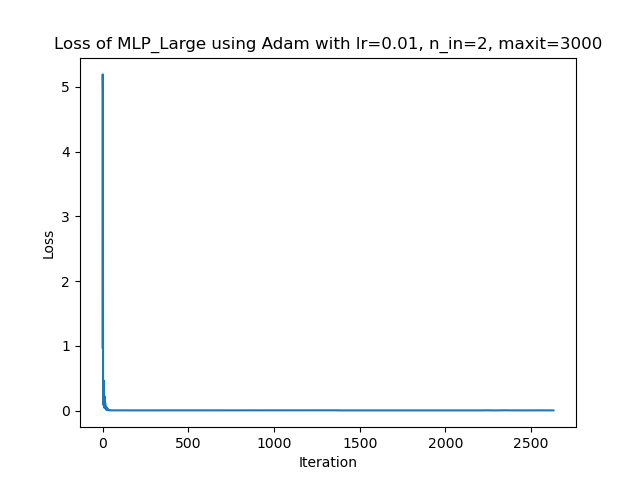 Loss of MLP_Large using Adam with lr=0.01, n_in=2, maxit=3000
5
4
3
2
1
0
Loss
0 500 1000 1500 2000 2500
Iteration